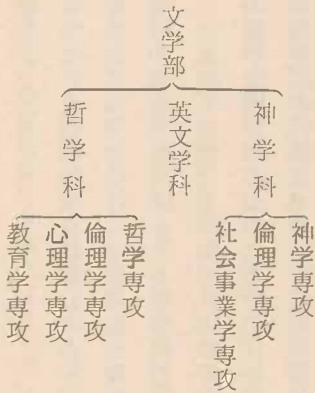 文学部
神学科
英文学科
哲学科
神学専攻
倫理学専攻
社会事業学専攻
哲学専攻
倫理学専攻
心理学専攻
教育学専攻